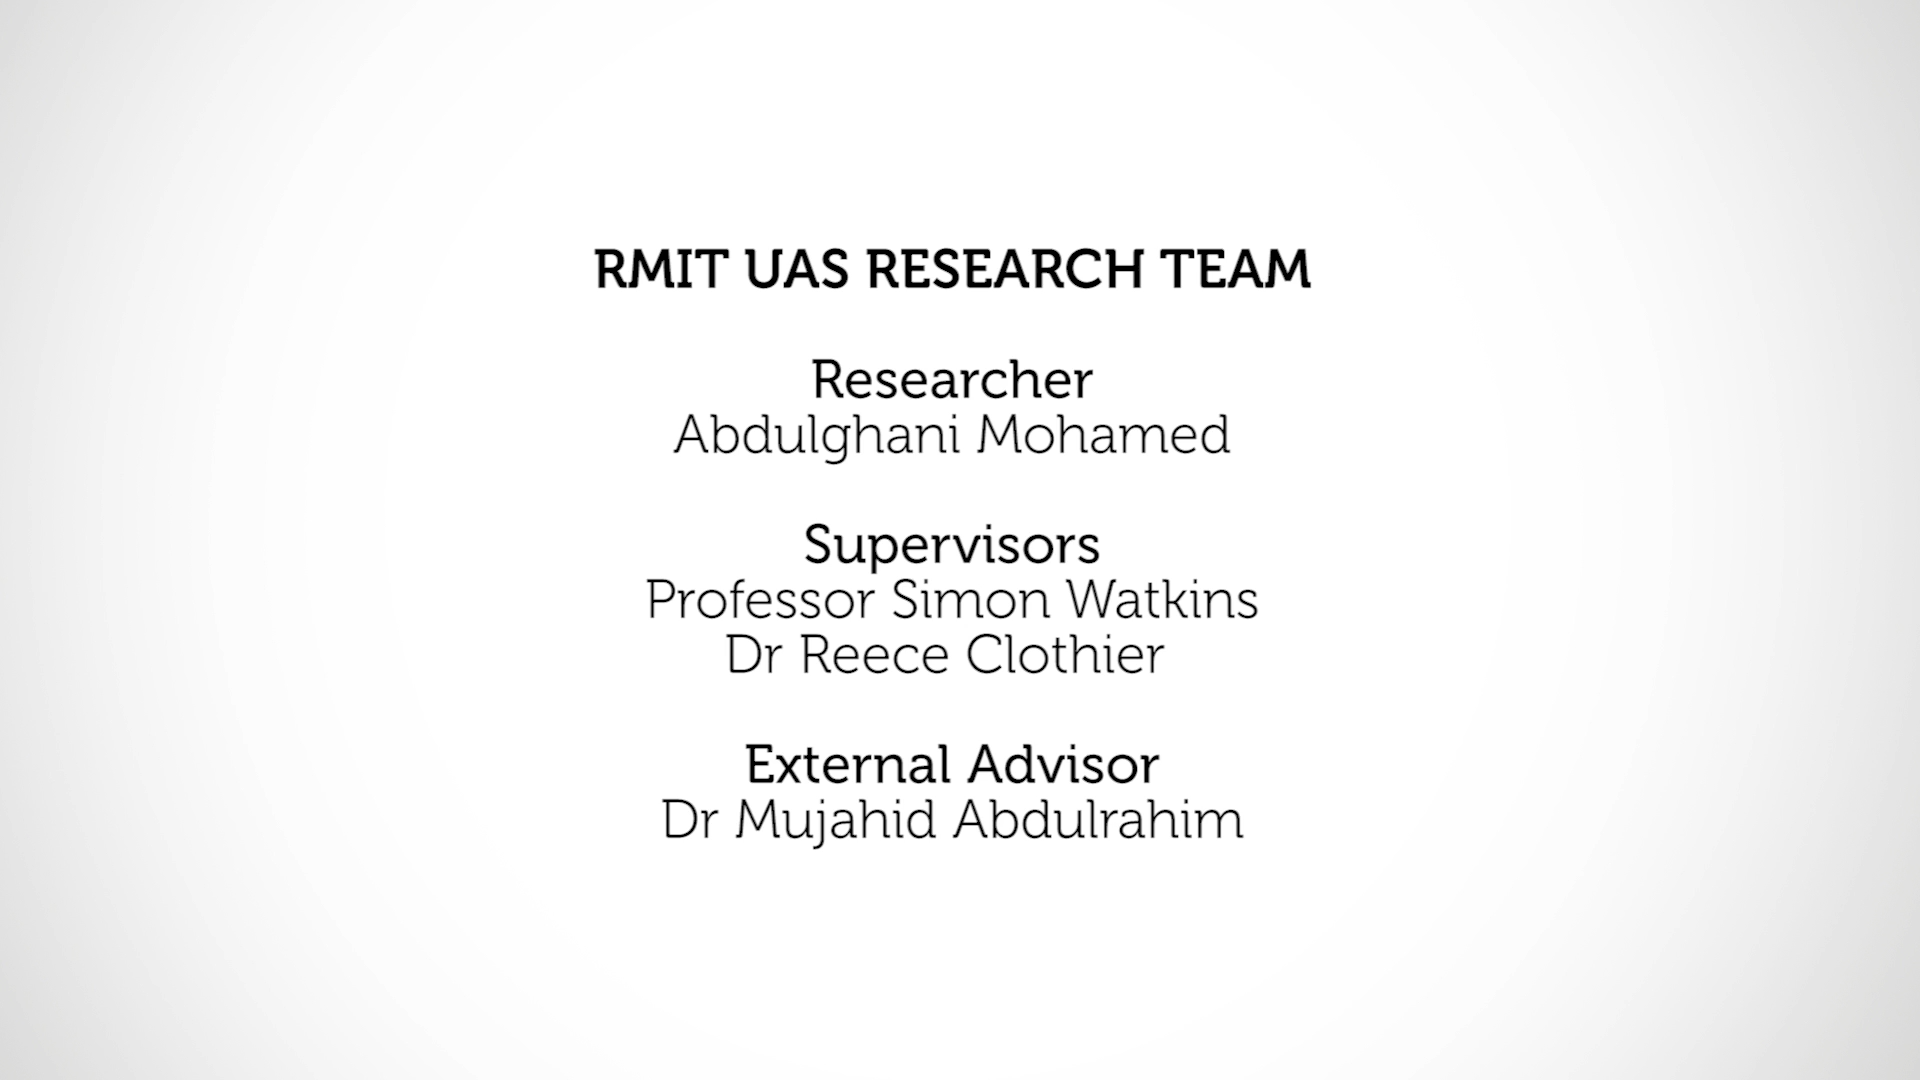 RMIT UAS RESEARCH TEAM
Researcher
Abdulghani Mohamed
Supervisors
Professor Simon Watkins
Dr Reece Clothier
External Advisor
Dr Mujahid Abdulrahim